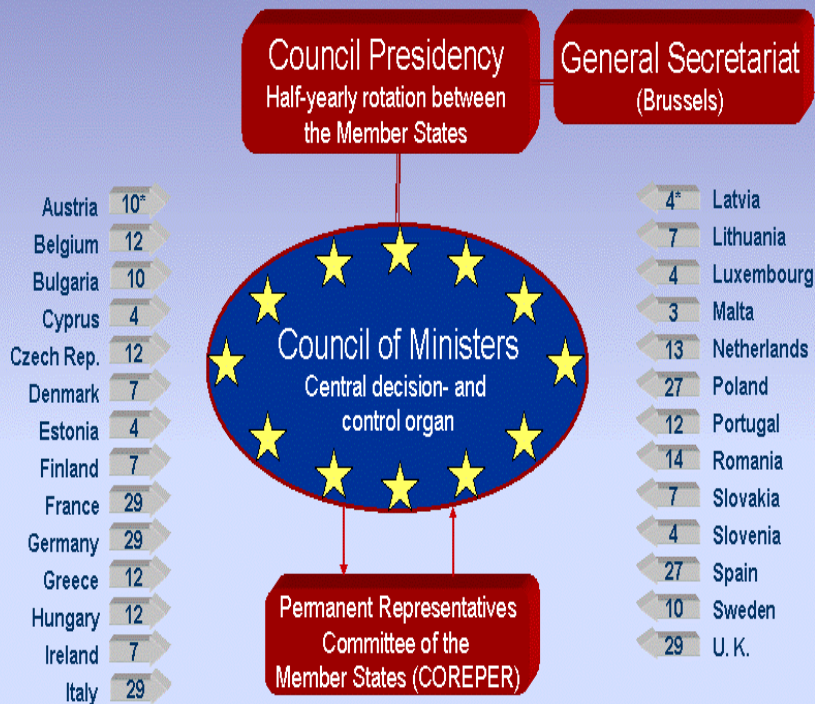 Council Presidency
Half-yearly rotation between
the Member States
General Secretariat
(Brussels)
Austria 10*
Belgium 12
Bulgaria 10
Cyprus 4
Czech Rep. 12
Denmark 7
Estonia 4
Finland 7
France 29
Germany 29
Greece 12
Hungary 12
Ireland 7
Italy 29
Council of Ministers
Central decision- and
control organ
4* Latvia
7 Lithuania
4 Luxembourg
3 Malta
13 Netherlands
27 Poland
12 Portugal
14 Romania
7 Slovakia
4 Slovenia
27 Spain
10 Sweden
29 U. K.
Permanent Representatives
Committee of the
Member States (COREPER)